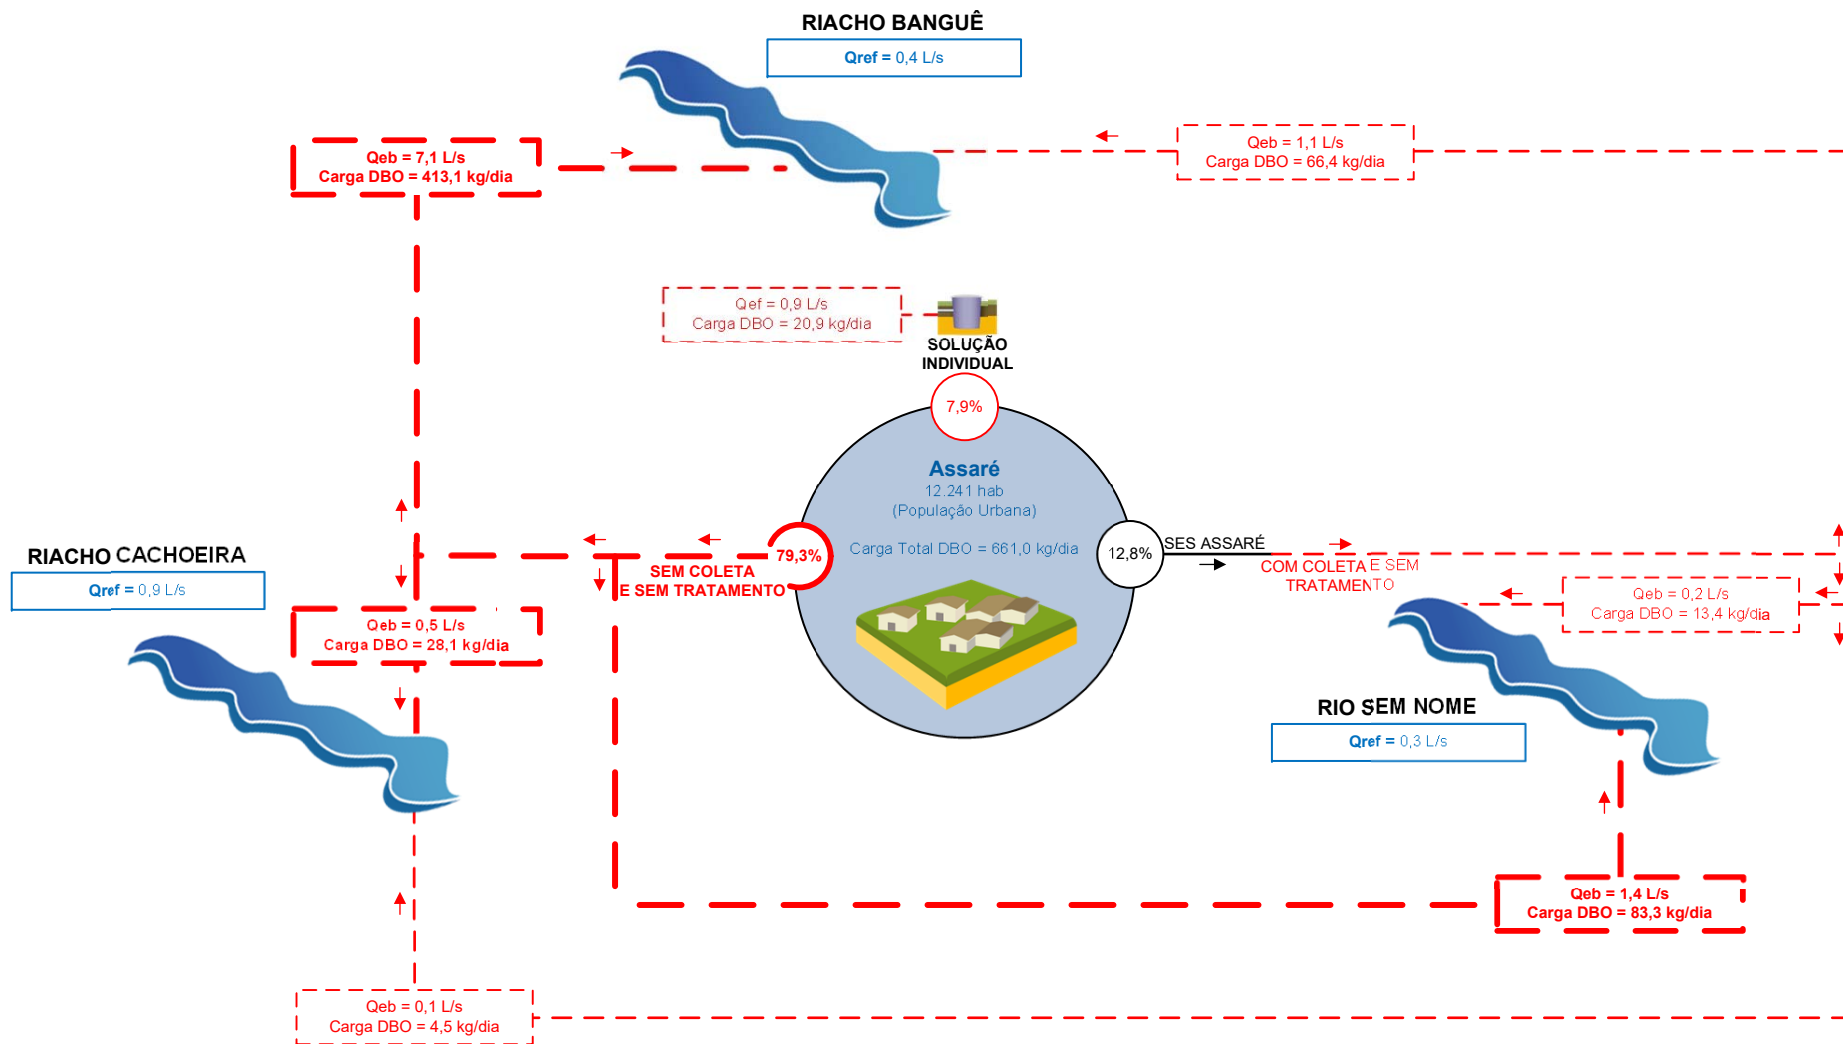 RIACHO BANGUÊ
Qref = 0,4 L/s
Qeb = 7,1 L/s
Carga DBO = 413,1 kg/dia
Qeb = 1,1 L/s
Carga DBO = 66,4 kg/dia
Qef = 0,9 L/s
Carga DBO = 20,9 kg/dia
SOLUÇÃO
INDIVIDUAL
7,9%
Assaré
12.241 hab
(População Urbana)
Carga Total DBO = 661,0 kg/dia
79,3%
SEM COLETA
E SEM TRATAMENTO
12,8%
SES ASSARÉ
COM COLETA E SEM
TRATAMENTO
RIACHO CACHOEIRA
Qref = 0,9 L/s
Qeb = 0,5 L/s
Carga DBO = 28,1 kg/dia
Qeb = 0,2 L/s
Carga DBO = 13,4 kg/dia
RIO SEM NOME
Qref = 0,3 L/s
Qeb = 1,4 L/s
Carga DBO = 83,3 kg/dia
Qeb = 0,1 L/s
Carga DBO = 4,5 kg/dia